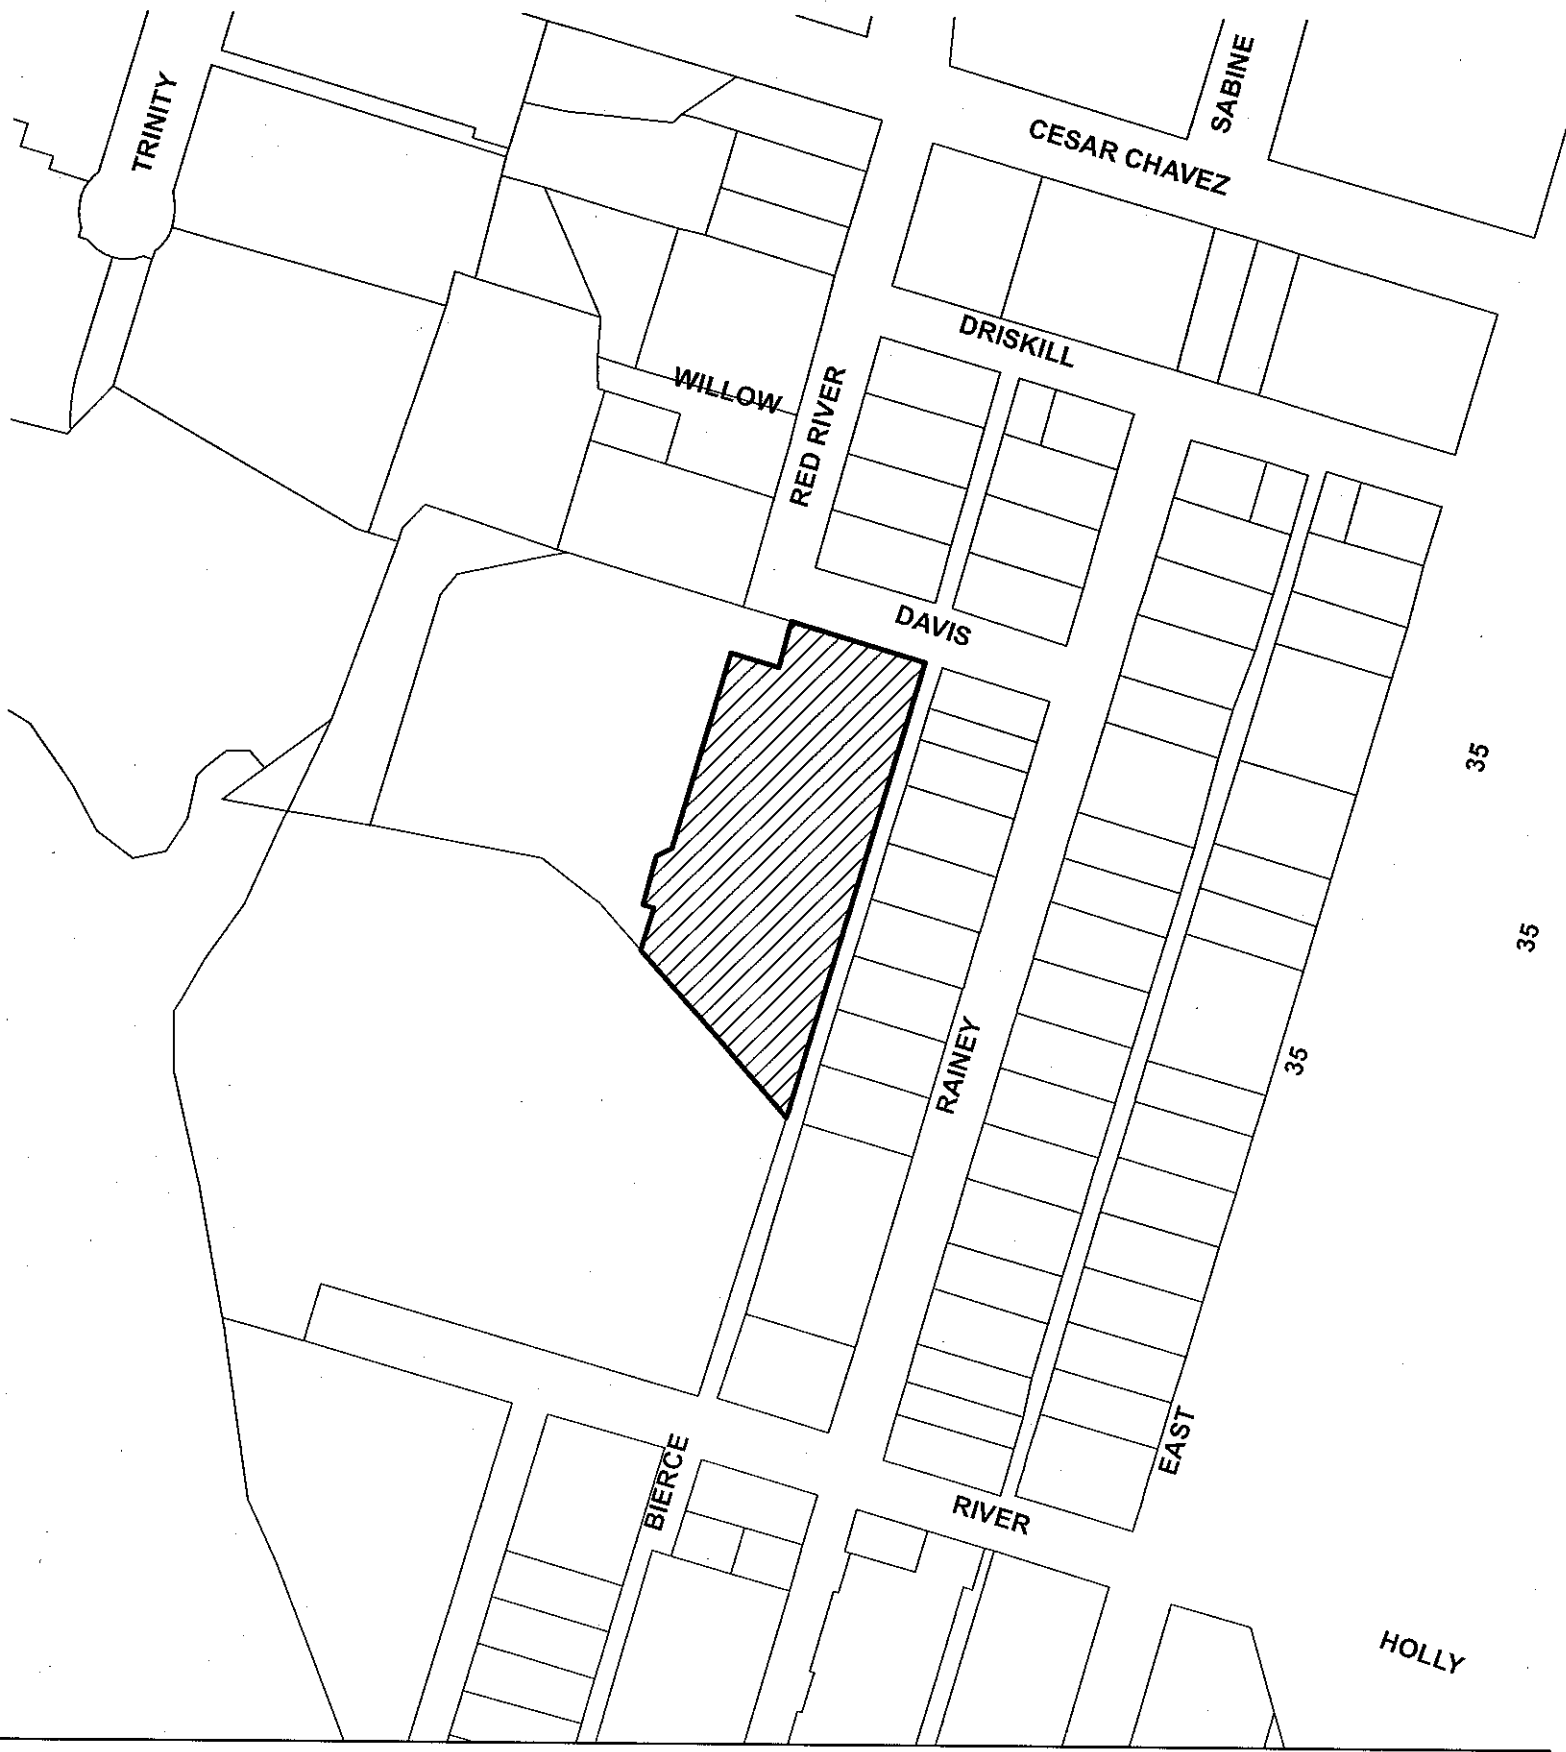 SABINE
TRINITY
CESAR CHAVEZ
DRISKILL
WILLOW
RED RIVER
DAVIS
35
35
RAINEY
35
EAST
BIERCE
RIVER
HOLLY